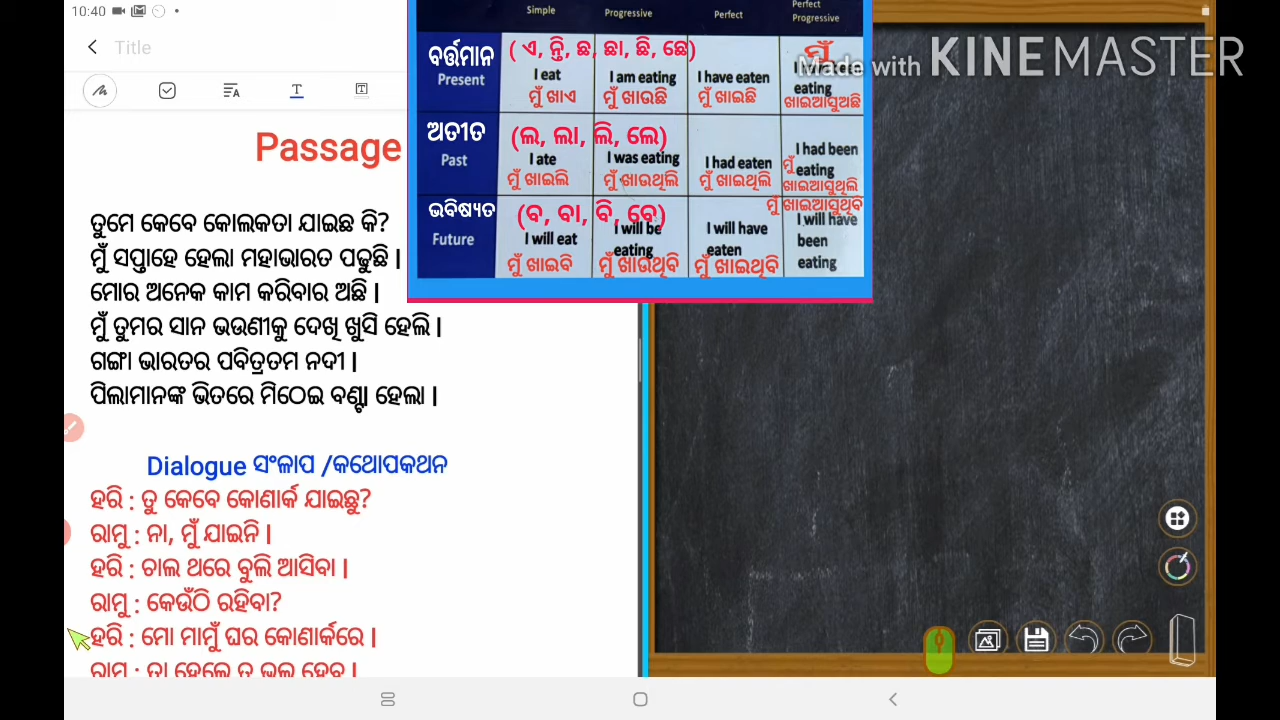 10:40
Title
Passage
ତୁମେ କେବେ କୋଲକତା ଯାଇଛ କି?
ମୁଁ ସପ୍ତାହେ ହେଲା ମହାଭାରତ ପଢୁଛି |
ମୋର ଅନେକ କାମ କରିବାର ଅଛି |
ମୁଁ ତୁମର ସାନ ଭଉଣୀକୁ ଦେଖି ଖୁସି ହେଲି |
ଗଙ୍ଗା ଭାରତର ପବିତ୍ରତମ ନଦୀ |
ପିଲାମାନଙ୍କ ଭିତରେ ମିଠେଇ ବଣ୍ଟା ହେଲା |
Dialogue ସଂଳାପ /କଥୋପକଥନ
ହରି : ତୁ କେବେ କୋଣାର୍କ ଯାଇଛୁ?
ରାମୁ : ନା, ମୁଁ ଯାଇନି |
ହରି : ଚାଲ ଥରେ ବୁଲି ଆସିବା |
ରାମୁ : କେଉଁଠି ରହିବା?
ହରି : ମୋ ମାମୁଁ ଘର କୋଣାର୍କରେ |
ରାମୁ : ତା ହେଲେ ତ ଭଲ ହେବ |
Simple Progressive Perfect Perfect Progressive
ବର୍ତ୍ତମାନ (ଏ, ନ୍ତି, ଛ, ଛା, ଛି, ଛେ)
Present I eat I am eating I have eaten eating
ମୁଁ ଖାଏ ମୁଁ ଖାଉଛି ମୁଁ ଖାଇଛି ମୁଁ ଖାଇଆସୁଅଛି
ଅତୀତ (ଲ, ଲା, ଲି, ଲେ)
Past I ate I was eating I had eaten I had been eating
ମୁଁ ଖାଇଲି ମୁଁ ଖାଉଥିଲି ମୁଁ ଖାଇଥିଲି ମୁଁ ଖାଇଆସୁଥିଲି
ଭବିଷ୍ୟତ (ବ, ବା, ବି, ବେ) ମୁଁ ଖାଇଆସୁଥିବି
Future I will eat I will be eating I will have eaten I will have been eating
ମୁଁ ଖାଇବି ମୁଁ ଖାଉଥିବି ମୁଁ ଖାଇଥିବି
Made with KINEMASTER